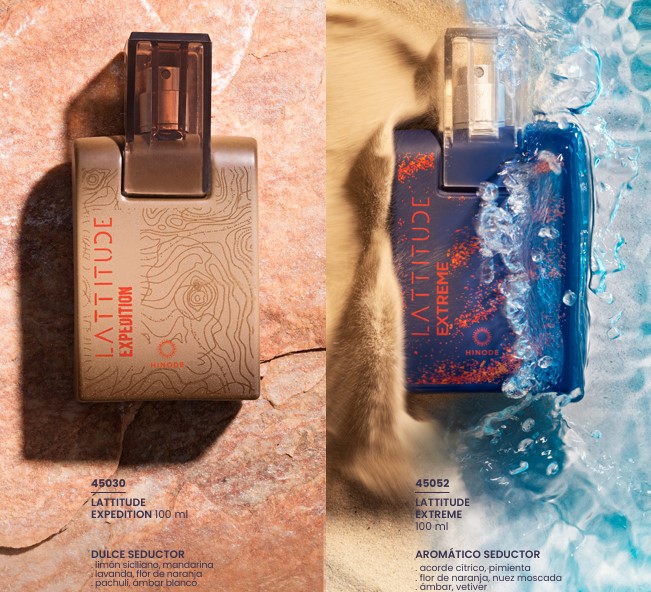 LATTITUDE
EXPEDITION
HINODE
45030
LATTITUDE
EXPEDITION 100 ml
DULCE SEDUCTOR
. limón siciliano, mandarina
. lavanda, flor de naranja
. pachuli, ámbar blanco
LATTITUDE
EXTREME
HINODE
45052
LATTITUDE
EXTREME
100 ml
AROMÁTICO SEDUCTOR
. acorde cítrico, pimienta
. flor de naranja, nuez moscada
. ámbar, vetiver